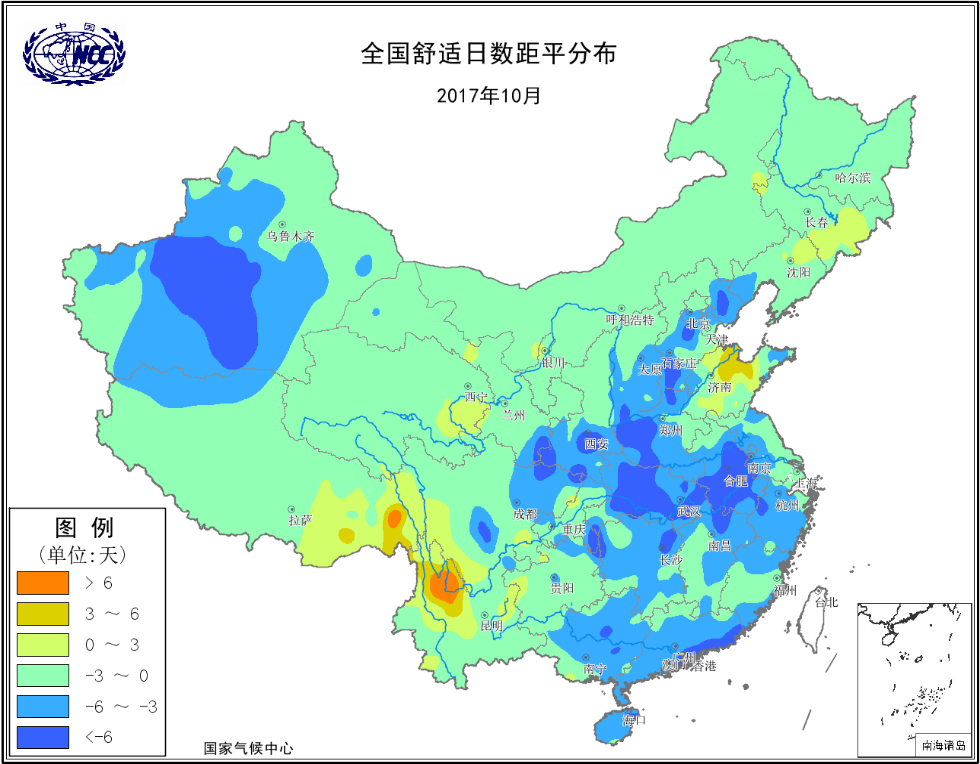 中国
NCC
全国舒适日数距平分布
2017年10月
哈尔滨
长春
乌鲁木齐
沈阳
呼和浩特
北京
天津
银川
太原
石家庄
济南
西宁
兰州
郑州
西安
南京
合肥
上海
拉萨
成都
武汉
杭州
重庆
南昌
长沙
贵阳
福州
台北
昆明
广州
南宁
澳门
香港
海口
图 例
(单位:天)
> 6
3 ~ 6
0 ~ 3
-3 ~ 0
-6 ~ -3
<-6
国家气候中心
南海诸岛